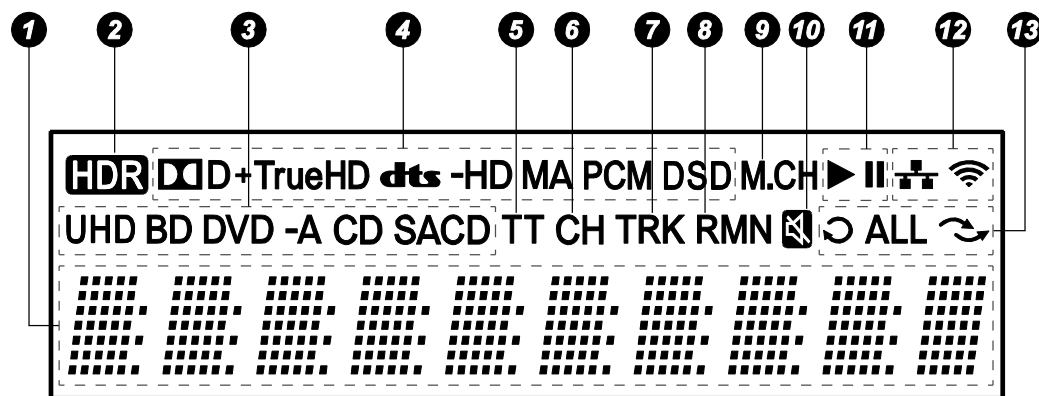 1 2 3 4 5 6 7 8 9 10 11 12 13
HDR D+TrueHD dts -HD MA PCM DSD M.CH
UHD BD DVD -A CD SACD TT CH TRK RMN ALL